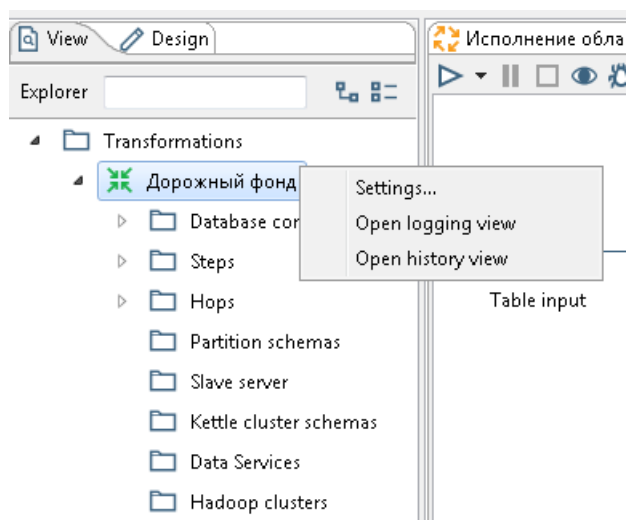 View
Design
Исполнение обла
Explorer
Transformations
Дорожный фонд
Settings...
Open logging view
Open history view
Database cor
Steps
Hops
Table input
Partition schemas
Slave server
Kettle cluster schemas
Data Services
Hadoop clusters